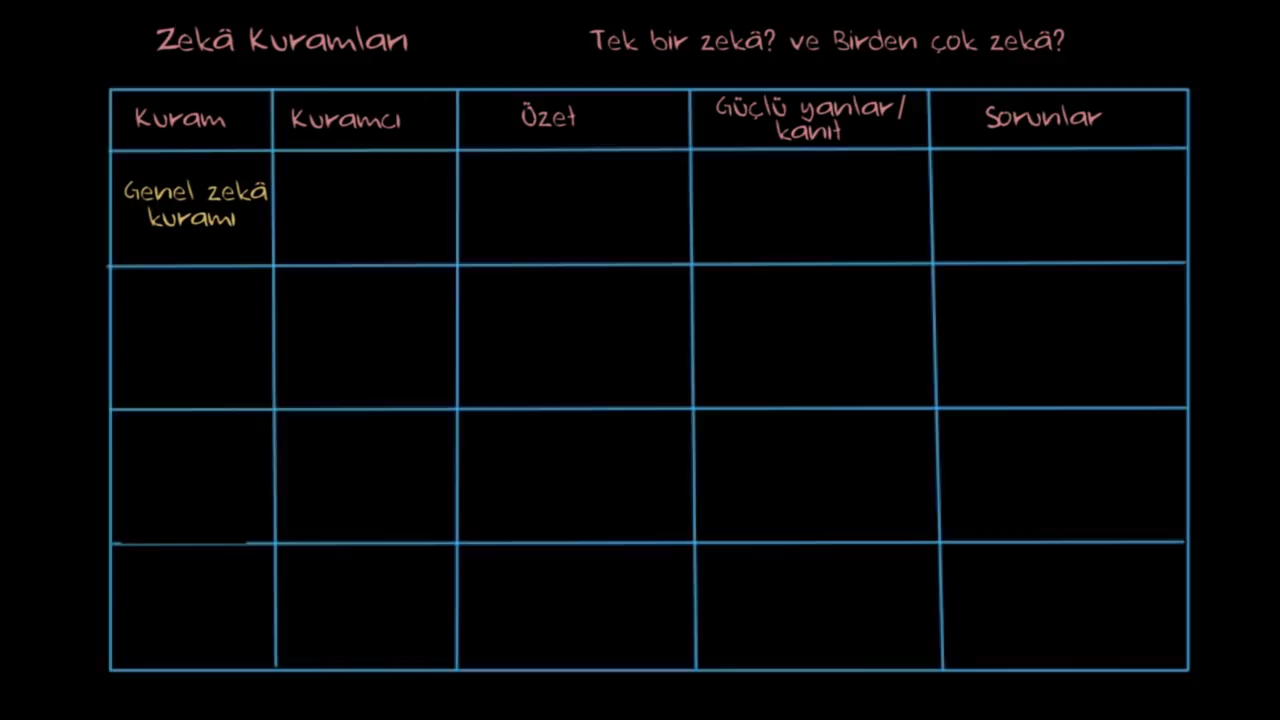 Zekâ Kuramları
Tek bir zekâ? ve Birden çok zekâ?
Kuram
Kuramcı
Özet
Güçlü yanlar/
kanıt
Sorunlar
Genel zekâ
kuramı